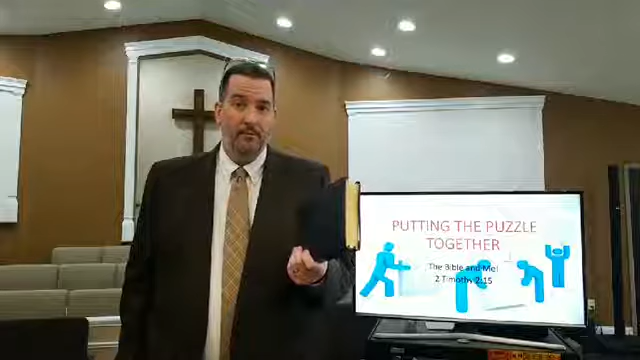 PUTTING THE PUZZLE
TOGETHER
The Bible and Me!
2 Timothy 2:15